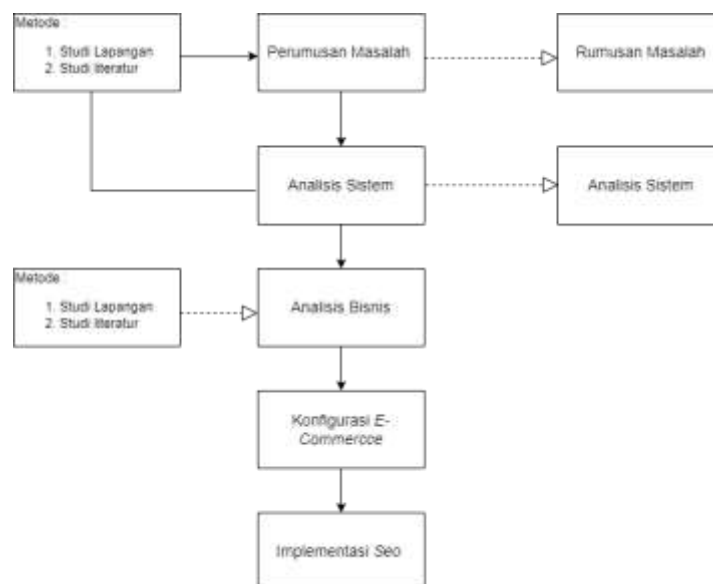 Metode
1. Studi Lapangan
2. Studi literatur
Perumusan Masalah
Rumusan Masalah
Analisis Sistem
Analisis Sistem
Metode
1. Studi Lapangan
2. Studi literatur
Analisis Bisnis
Konfigurasi E-
Commercce
Implementasi Seo